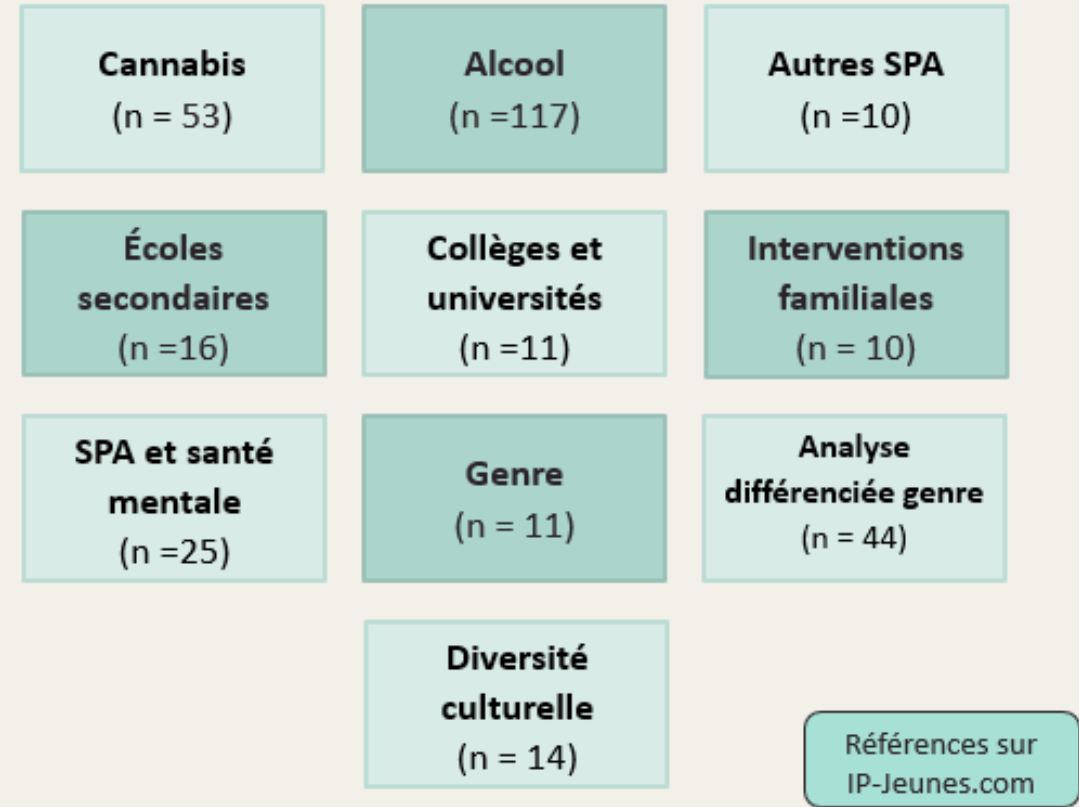 Cannabis
(n = 53)
Alcool
(n =117)
Autres SPA
(n =10)
Écoles
secondaires
(n =16)
Collèges et
universités
(n =11)
Interventions
familiales
(n = 10)
SPA et santé
mentale
(n =25)
Genre
(n = 11)
Analyse
différenciée genre
(n = 44)
Diversité
culturelle
(n = 14)
Références sur
IP-Jeunes.com